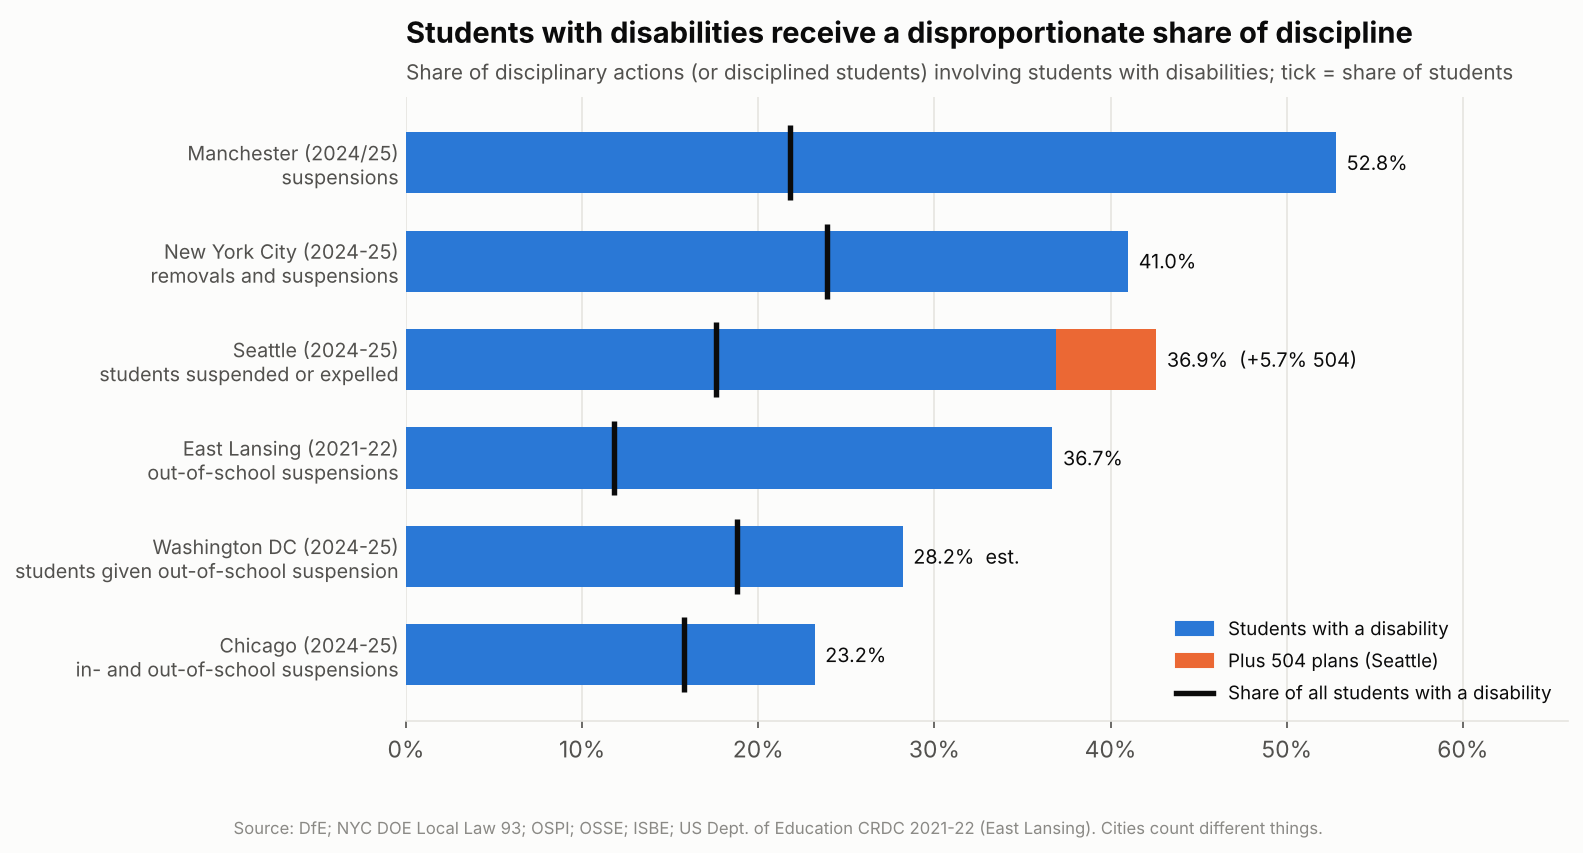 Students with disabilities receive a disproportionate share of discipline
Share of disciplinary actions (or disciplined students) involving students with disabilities; tick = share of students
Manchester (2024/25)
suspensions
52.8%
New York City (2024-25)
removals and suspensions
41.0%
Seattle (2024-25)
students suspended or expelled
36.9% (+5.7% 504)
East Lansing (2021-22)
out-of-school suspensions
36.7%
Washington DC (2024-25)
students given out-of-school suspension
28.2% est.
Chicago (2024-25)
in- and out-of-school suspensions
23.2%
Students with a disability
Plus 504 plans (Seattle)
Share of all students with a disability
0% 10% 20% 30% 40% 50% 60%
Source: DfE; NYC DOE Local Law 93; OSPI; OSSE; ISBE; US Dept. of Education CRDC 2021-22 (East Lansing). Cities count different things.